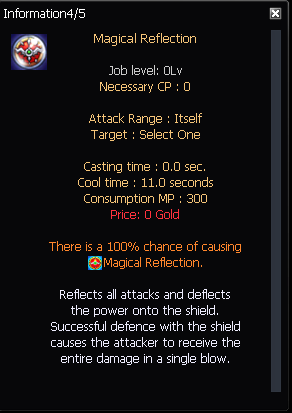 Information4/5
Magical Reflection
Job level: 0Lv
Necessary CP : 0
Attack Range : Itself
Target : Select One
Casting time : 0.0 sec.
Cool time : 11.0 seconds
Consumption MP : 300
Price: 0 Gold
There is a 100% chance of causing
Magical Reflection.
Reflects all attacks and deflects
the power onto the shield.
Successful defence with the shield
causes the attacker to receive the
entire damage in a single blow.